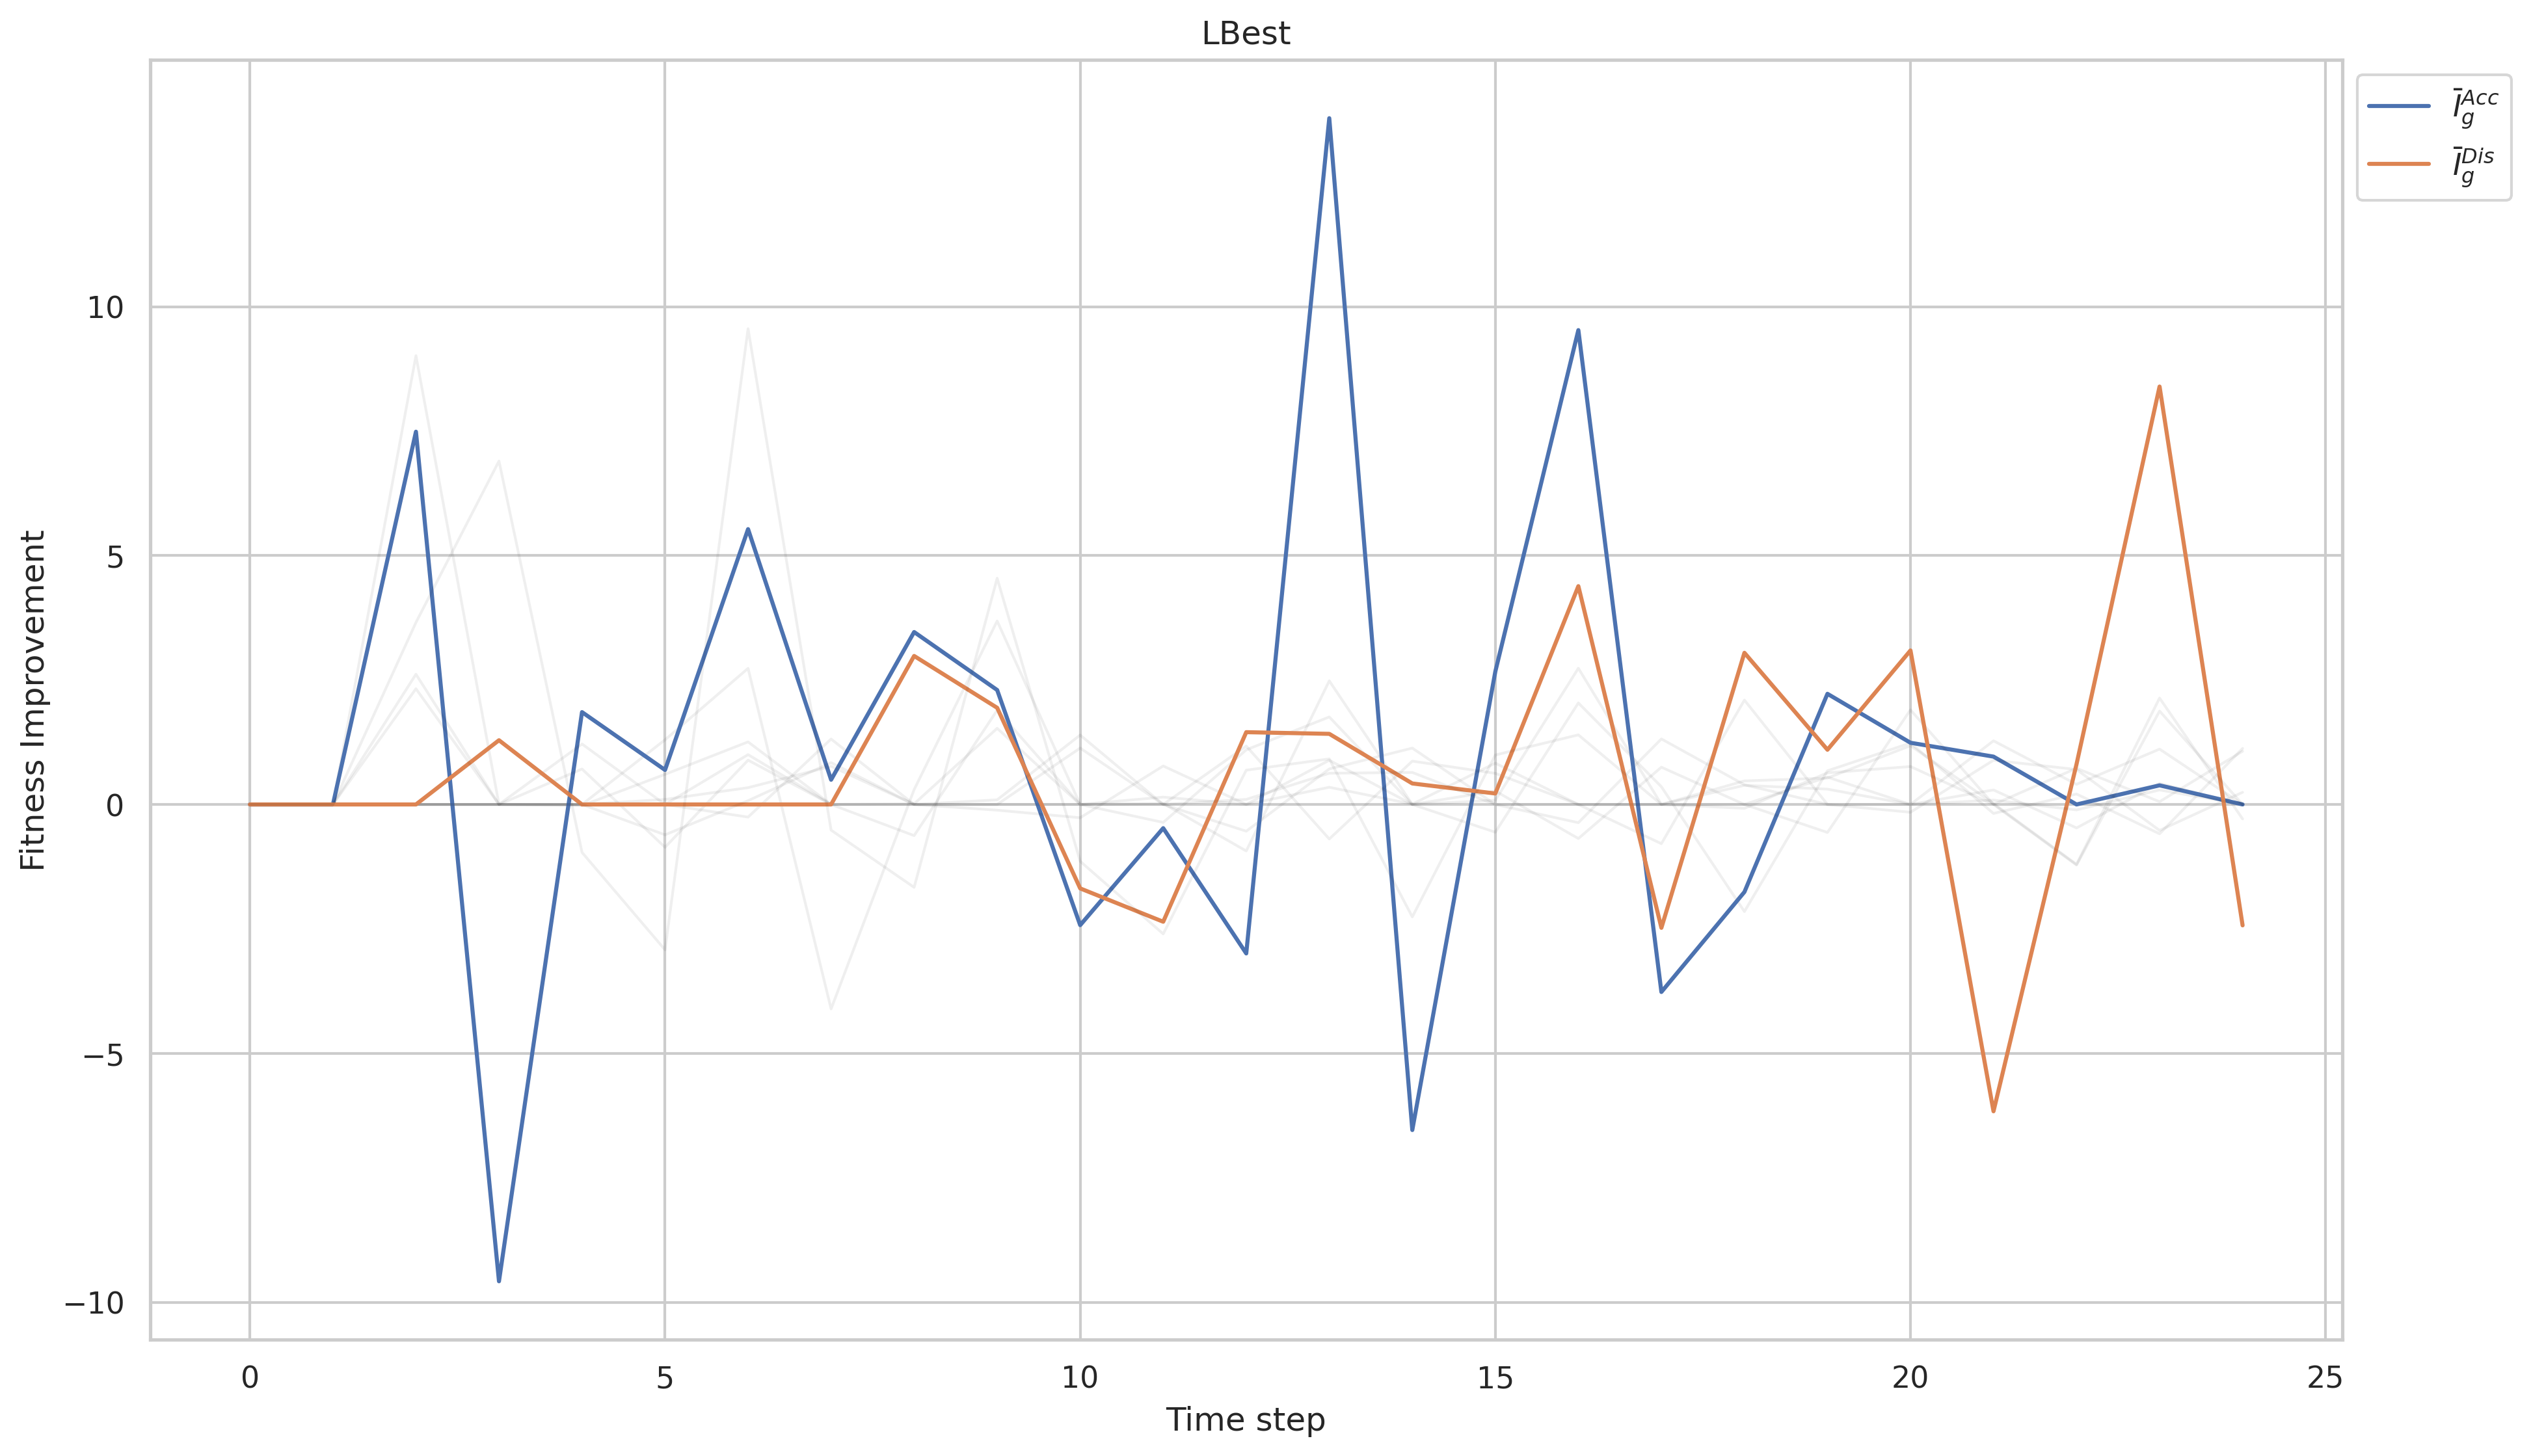 LBest
Ī_g^Acc
Ī_g^Dis
Fitness Improvement
10
5
0
−5
−10
0 5 10 15 20 25
Time step